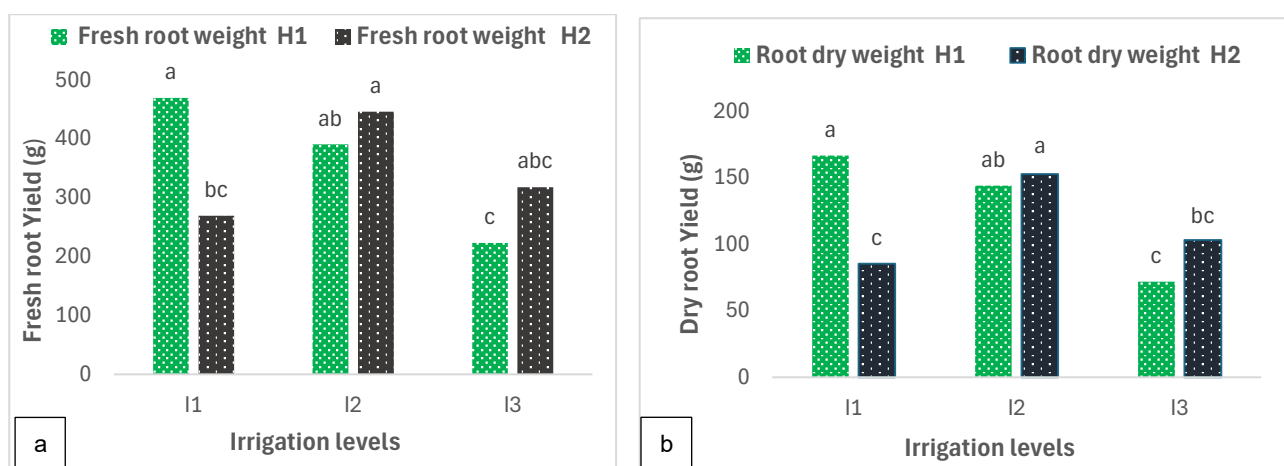 Fresh root weight H1 Fresh root weight H2
500
400
300
200
100
0
Fresh root Yield (g)
a
bc
ab
a
c
abc
I1 I2 I3
Irrigation levels
a
Root dry weight H1 Root dry weight H2
200
150
100
50
0
Dry root Yield (g)
a
c
ab
a
c
bc
I1 I2 I3
Irrigation levels
b